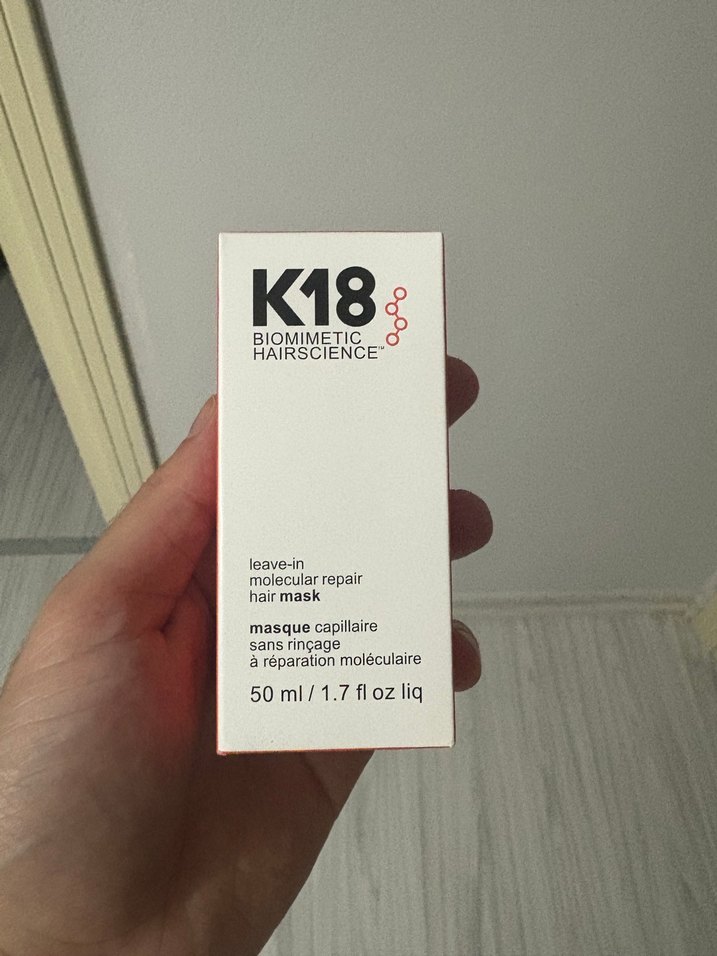 K18
BIOMIMETIC
HAIRSCIENCE™
leave-in
molecular repair
hair mask
masque capillaire
sans rinçage
à réparation moléculaire
50 ml / 1.7 fl oz liq